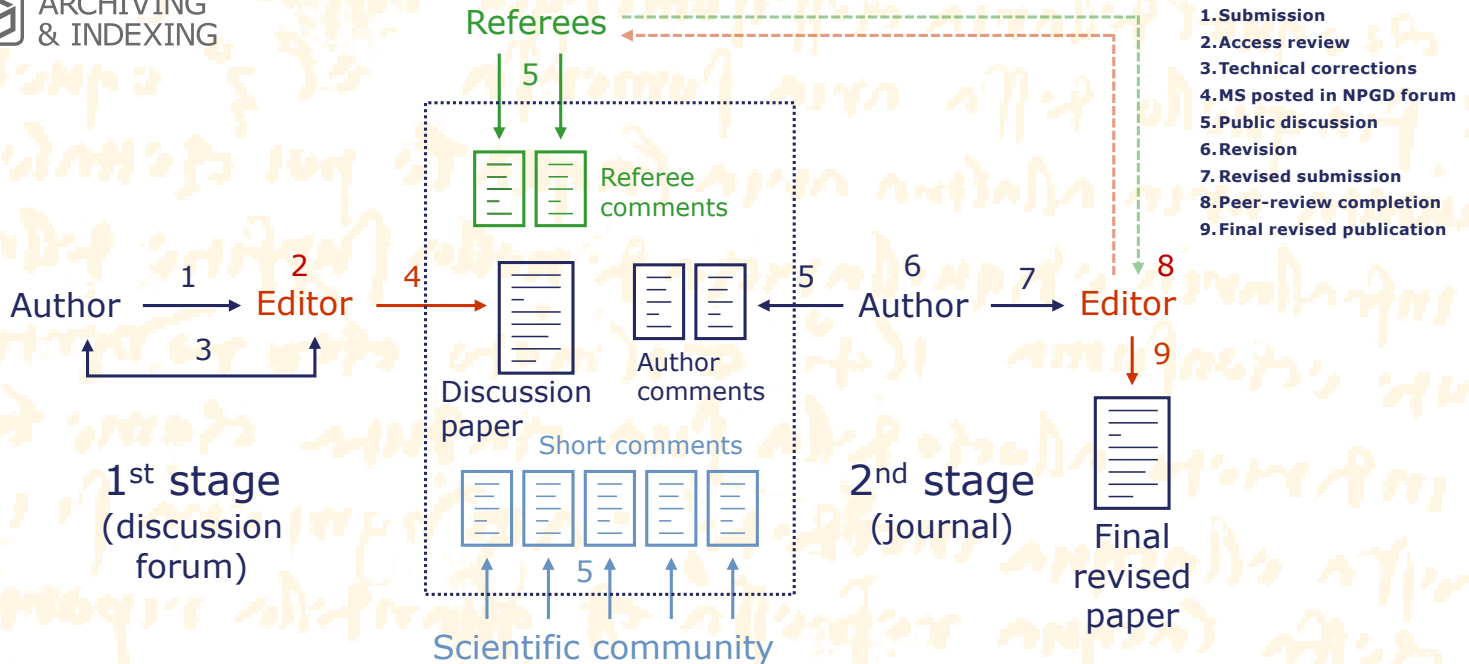 ARCHIVING
& INDEXING
Referees
1.Submission
2.Access review
3.Technical corrections
4.MS posted in NPGD forum
5.Public discussion
6.Revision
7.Revised submission
8.Peer-review completion
9.Final revised publication
5
Referee
comments
Author
1
2
Editor
3
4
Discussion
paper
Author
comments
5
6
Author
7
8
Editor
9
Short comments
1st stage
(discussion
forum)
2nd stage
(journal)
Final
revised
paper
5
Scientific community